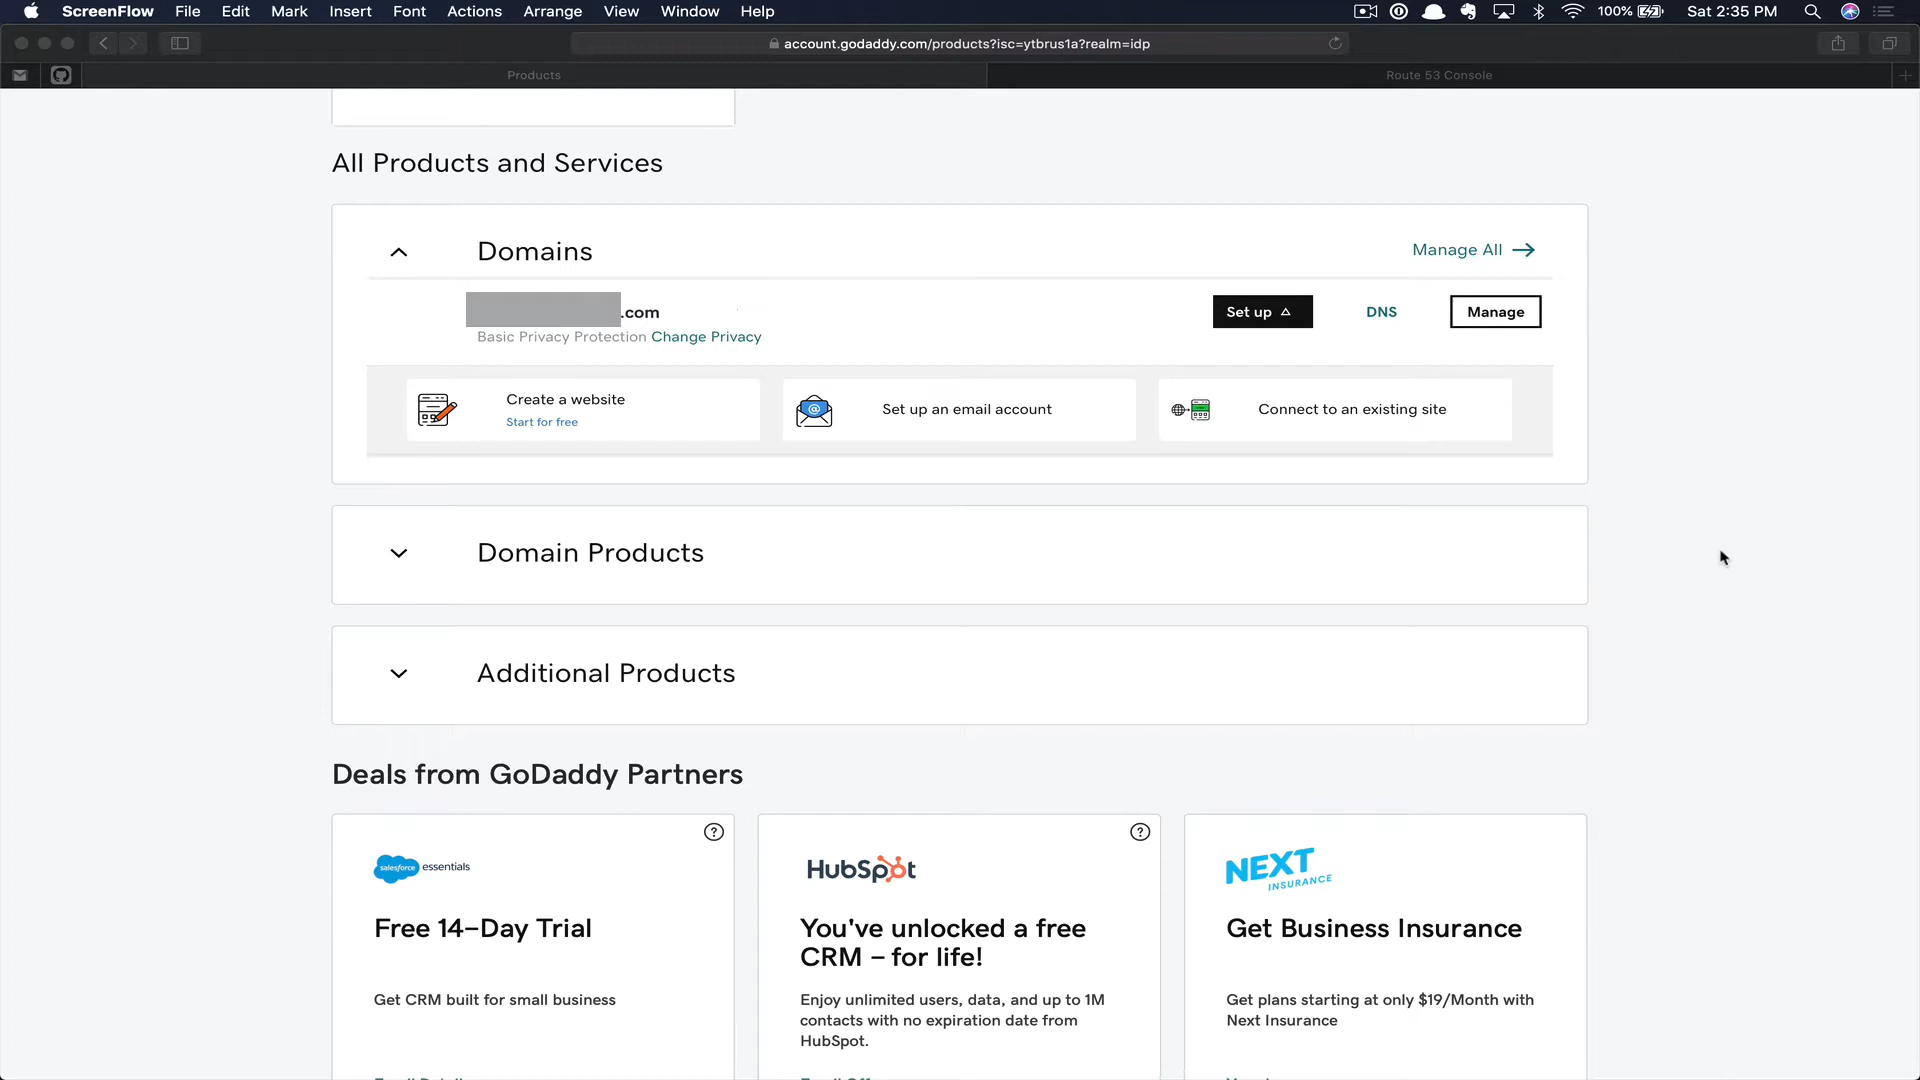 ScreenFlow File Edit Mark Insert Font Actions Arrange View Window Help 100% Sat 2:35 PM
account.godaddy.com/products?isc=ytbrus1a?realm=idp
Products Route 53 Console
All Products and Services
Domains Manage All
.com Set up DNS Manage
Basic Privacy Protection Change Privacy
Create a website
Start for free
Set up an email account
Connect to an existing site
Domain Products
Additional Products
Deals from GoDaddy Partners
salesforce essentials
Free 14-Day Trial
Get CRM built for small business
HubSpot
You've unlocked a free
CRM – for life!
Enjoy unlimited users, data, and up to 1M
contacts with no expiration date from
HubSpot.
NEXT
INSURANCE
Get Business Insurance
Get plans starting at only $19/Month with
Next Insurance